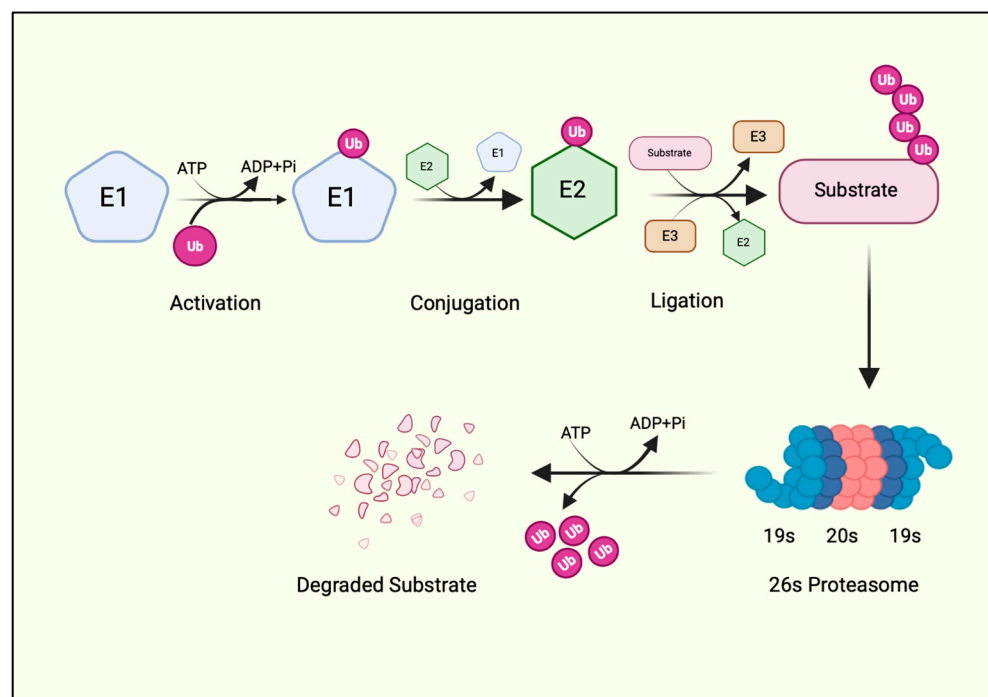 Ub
Ub
Ub
Ub
E1
ATP
ADP+Pi
Ub
Ub
E1
E2
E1
Ub
E2
Substrate
E3
E3
E2
Substrate
Activation
Conjugation
Ligation
ATP
ADP+Pi
Ub
Ub
Ub
Ub
19s 20s 19s
Degraded Substrate
26s Proteasome